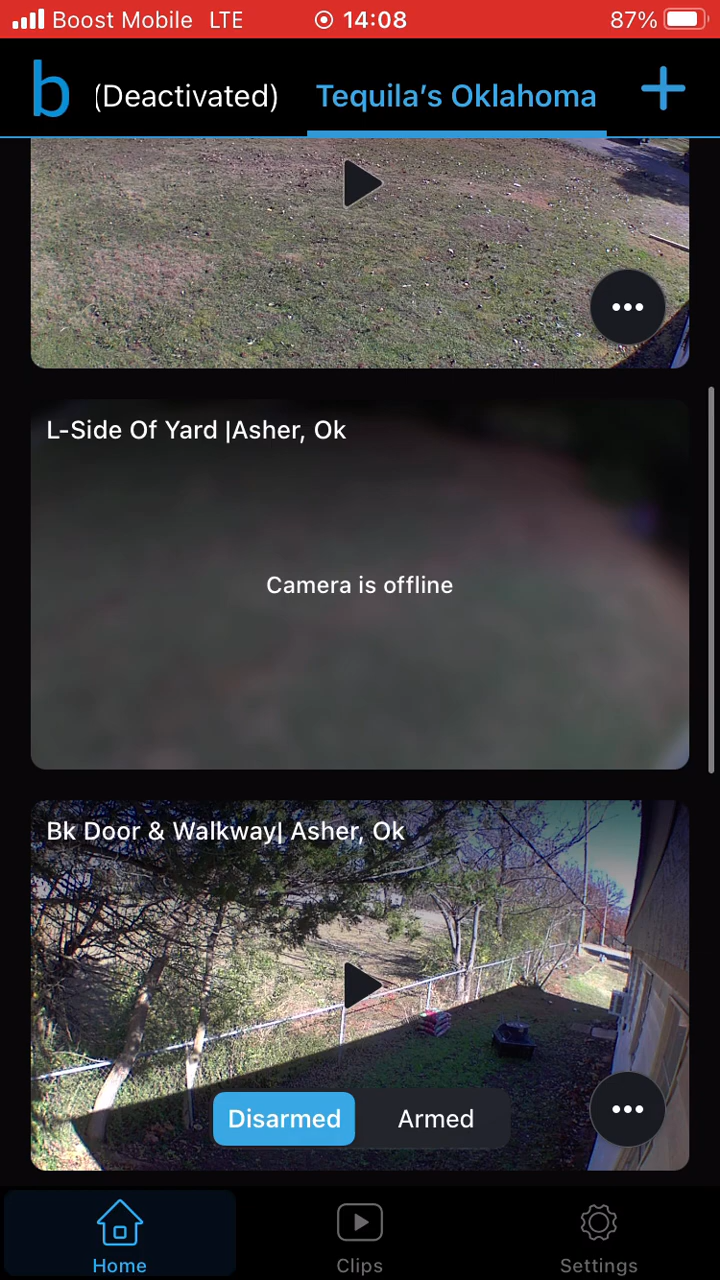 Boost Mobile LTE 14:08 87%
b (Deactivated) Tequila’s Oklahoma +
L-Side Of Yard |Asher, Ok
Camera is offline
Bk Door & Walkway| Asher, Ok
Disarmed Armed
Home Clips Settings